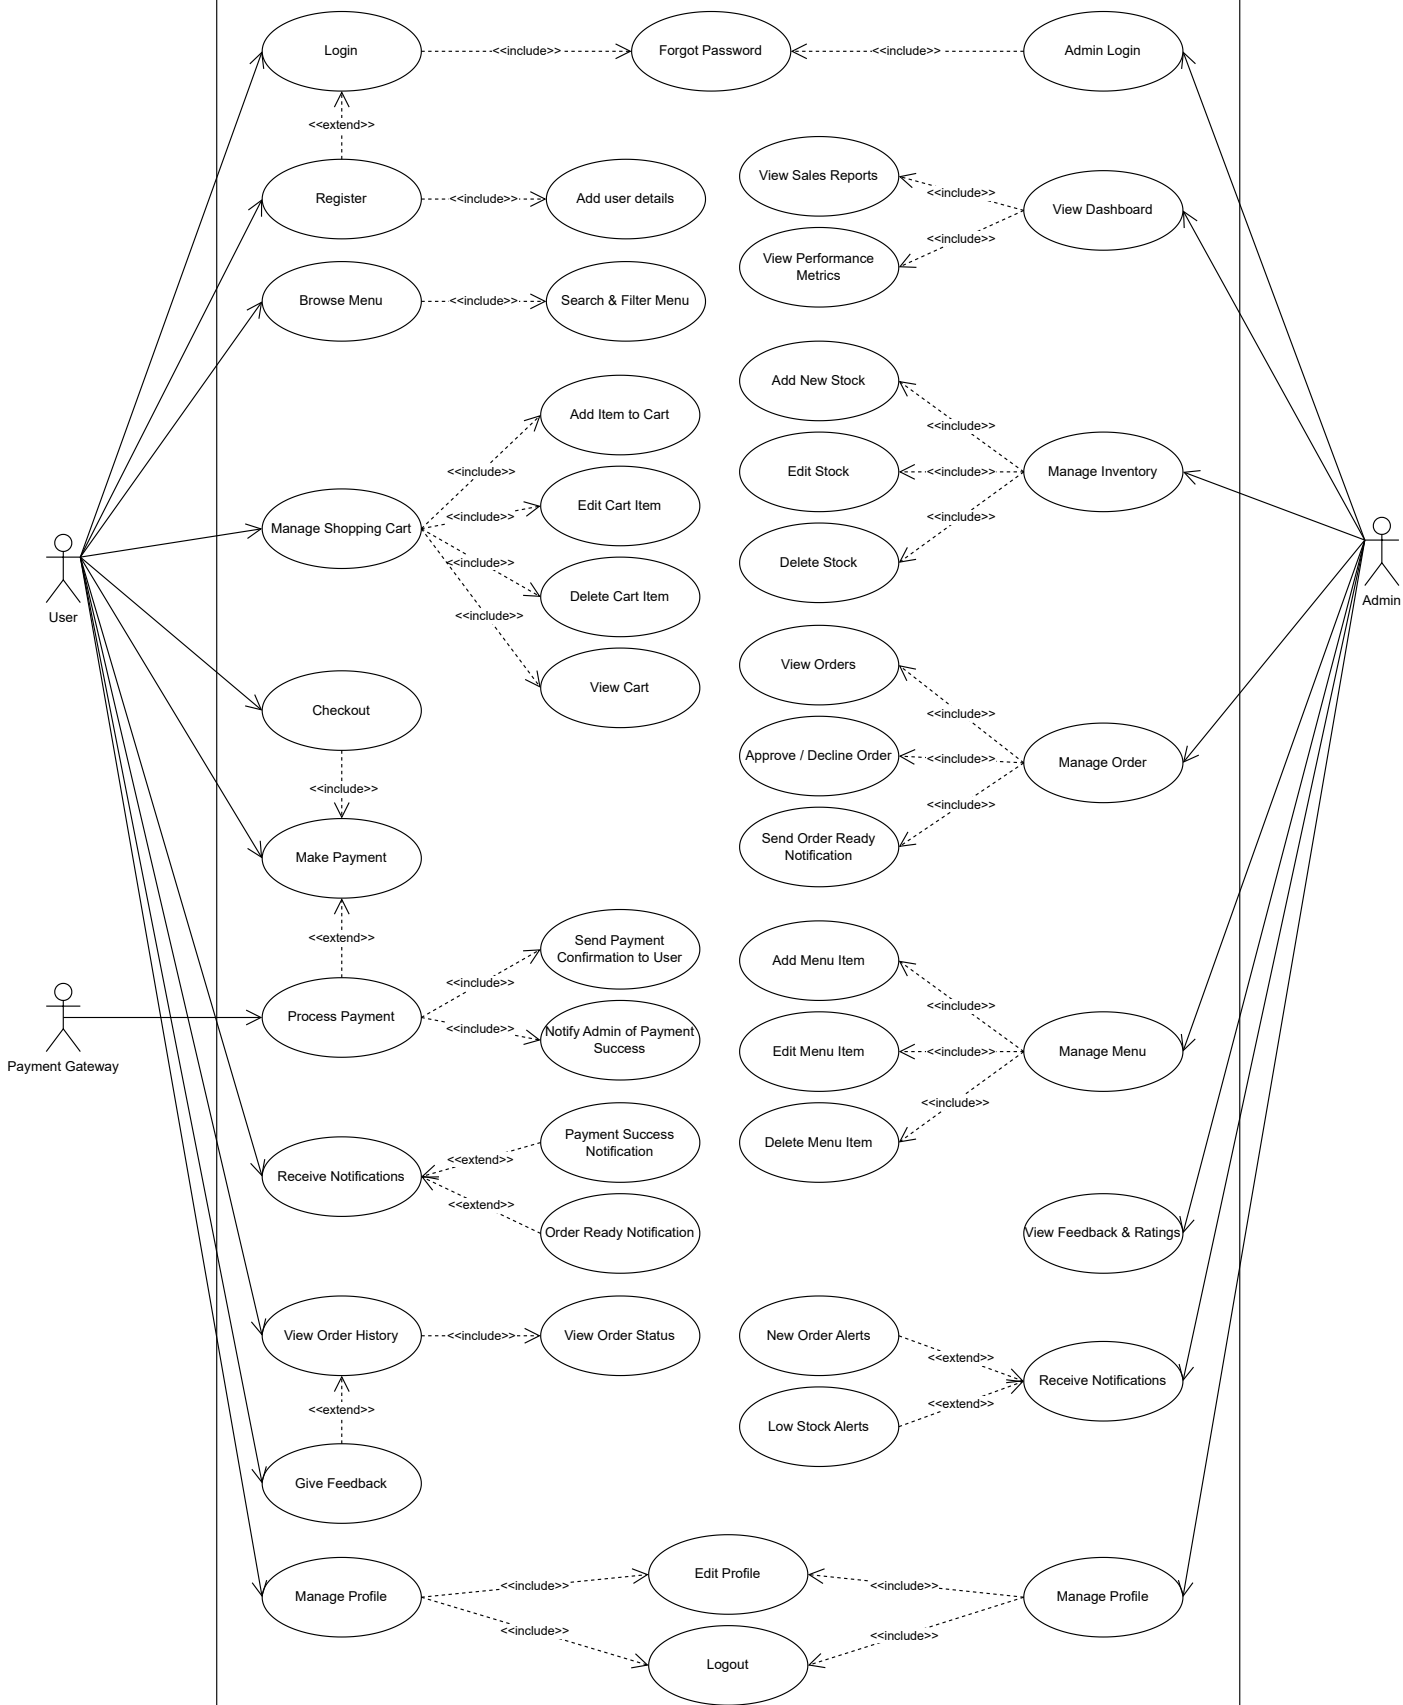 Login
<<include>>
Forgot Password
<<include>>
Admin Login
<<extend>>
Register
<<include>>
Add user details
View Sales Reports
<<include>>
View Dashboard
<<include>>
View Performance
Metrics
Browse Menu
<<include>>
Search & Filter Menu
Add Item to Cart
<<include>>
Edit Cart Item
<<include>>
Manage Shopping Cart
<<include>>
Delete Cart Item
<<include>>
View Cart
Add New Stock
<<include>>
Edit Stock
<<include>>
Manage Inventory
<<include>>
Delete Stock
User
Admin
Checkout
<<include>>
Make Payment
<<extend>>
View Orders
<<include>>
Approve / Decline Order
<<include>>
Manage Order
<<include>>
Send Order Ready
Notification
Payment Gateway
Process Payment
<<include>>
Send Payment
Confirmation to User
<<include>>
Notify Admin of Payment
Success
Add Menu Item
<<include>>
Edit Menu Item
<<include>>
Manage Menu
<<include>>
Delete Menu Item
Receive Notifications
<<extend>>
Payment Success
Notification
<<extend>>
Order Ready Notification
View Feedback & Ratings
View Order History
<<include>>
View Order Status
<<extend>>
Give Feedback
New Order Alerts
<<extend>>
Receive Notifications
<<extend>>
Low Stock Alerts
Manage Profile
<<include>>
Edit Profile
<<include>>
Manage Profile
<<include>>
Logout
<<include>>